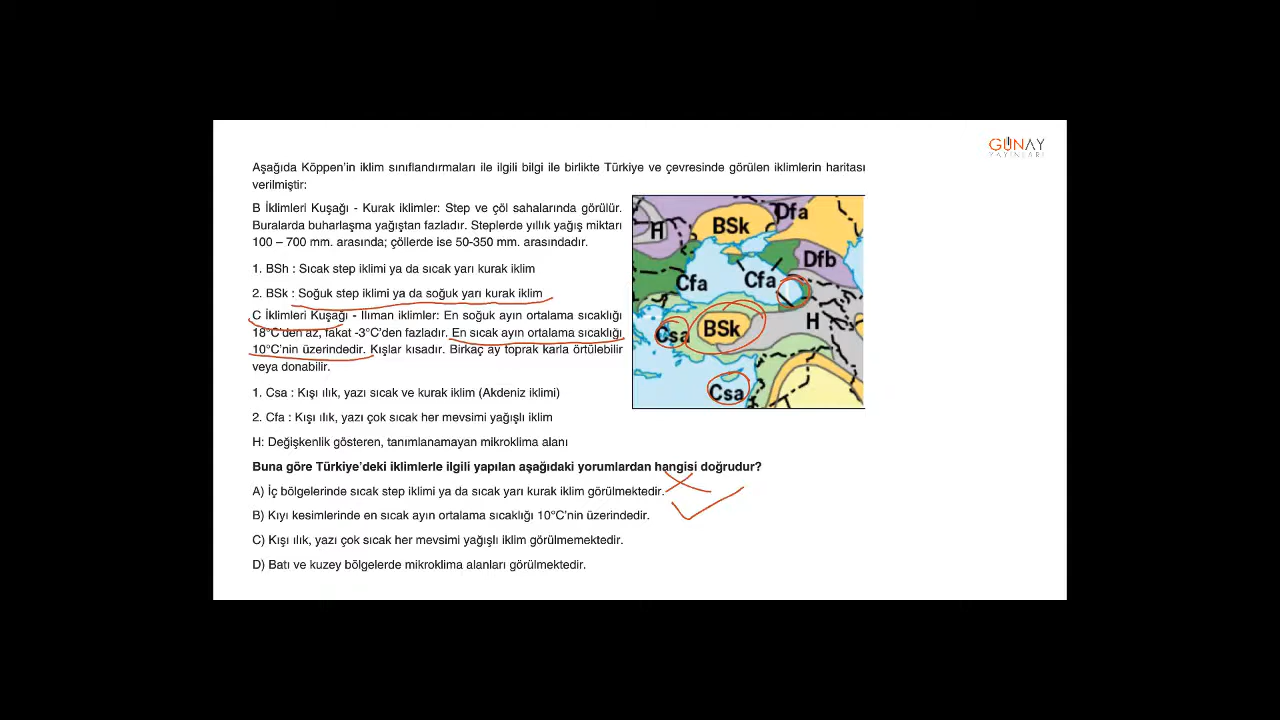 GÜNAY
YAYINLARI
Aşağıda Köppen'in iklim sınıflandırmaları ile ilgili bilgi ile birlikte Türkiye ve çevresinde görülen iklimlerin haritası
verilmiştir:
B İklimleri Kuşağı - Kurak iklimler: Step ve çöl sahalarında görülür.
Buralarda buharlaşma yağıştan fazladır. Steplerde yıllık yağış miktarı
100 – 700 mm. arasında; çöllerde ise 50-350 mm. arasındadır.
1. BSh : Sıcak step iklimi ya da sıcak yarı kurak iklim
2. BSk : Soğuk step iklimi ya da soğuk yarı kurak iklim
C İklimleri Kuşağı - Ilıman iklimler: En soğuk ayın ortalama sıcaklığı
18°C'den az, fakat -3°C'den fazladır. En sıcak ayın ortalama sıcaklığı
10°C'nin üzerindedir. Kışlar kısadır. Birkaç ay toprak karla örtülebilir
veya donabilir.
1. Csa : Kışı ılık, yazı sıcak ve kurak iklim (Akdeniz iklimi)
2. Cfa : Kışı ılık, yazı çok sıcak her mevsimi yağışlı iklim
H: Değişkenlik gösteren, tanımlanamayan mikroklima alanı
H
BSk
Dfa
Dfb
Cfa
Cfa
H
Csa
BSk
Csa
Buna göre Türkiye'deki iklimlerle ilgili yapılan aşağıdaki yorumlardan hangisi doğrudur?
A) İç bölgelerinde sıcak step iklimi ya da sıcak yarı kurak iklim görülmektedir.
B) Kıyı kesimlerinde en sıcak ayın ortalama sıcaklığı 10°C'nin üzerindedir.
C) Kışı ılık, yazı çok sıcak her mevsimi yağışlı iklim görülmemektedir.
D) Batı ve kuzey bölgelerde mikroklima alanları görülmektedir.